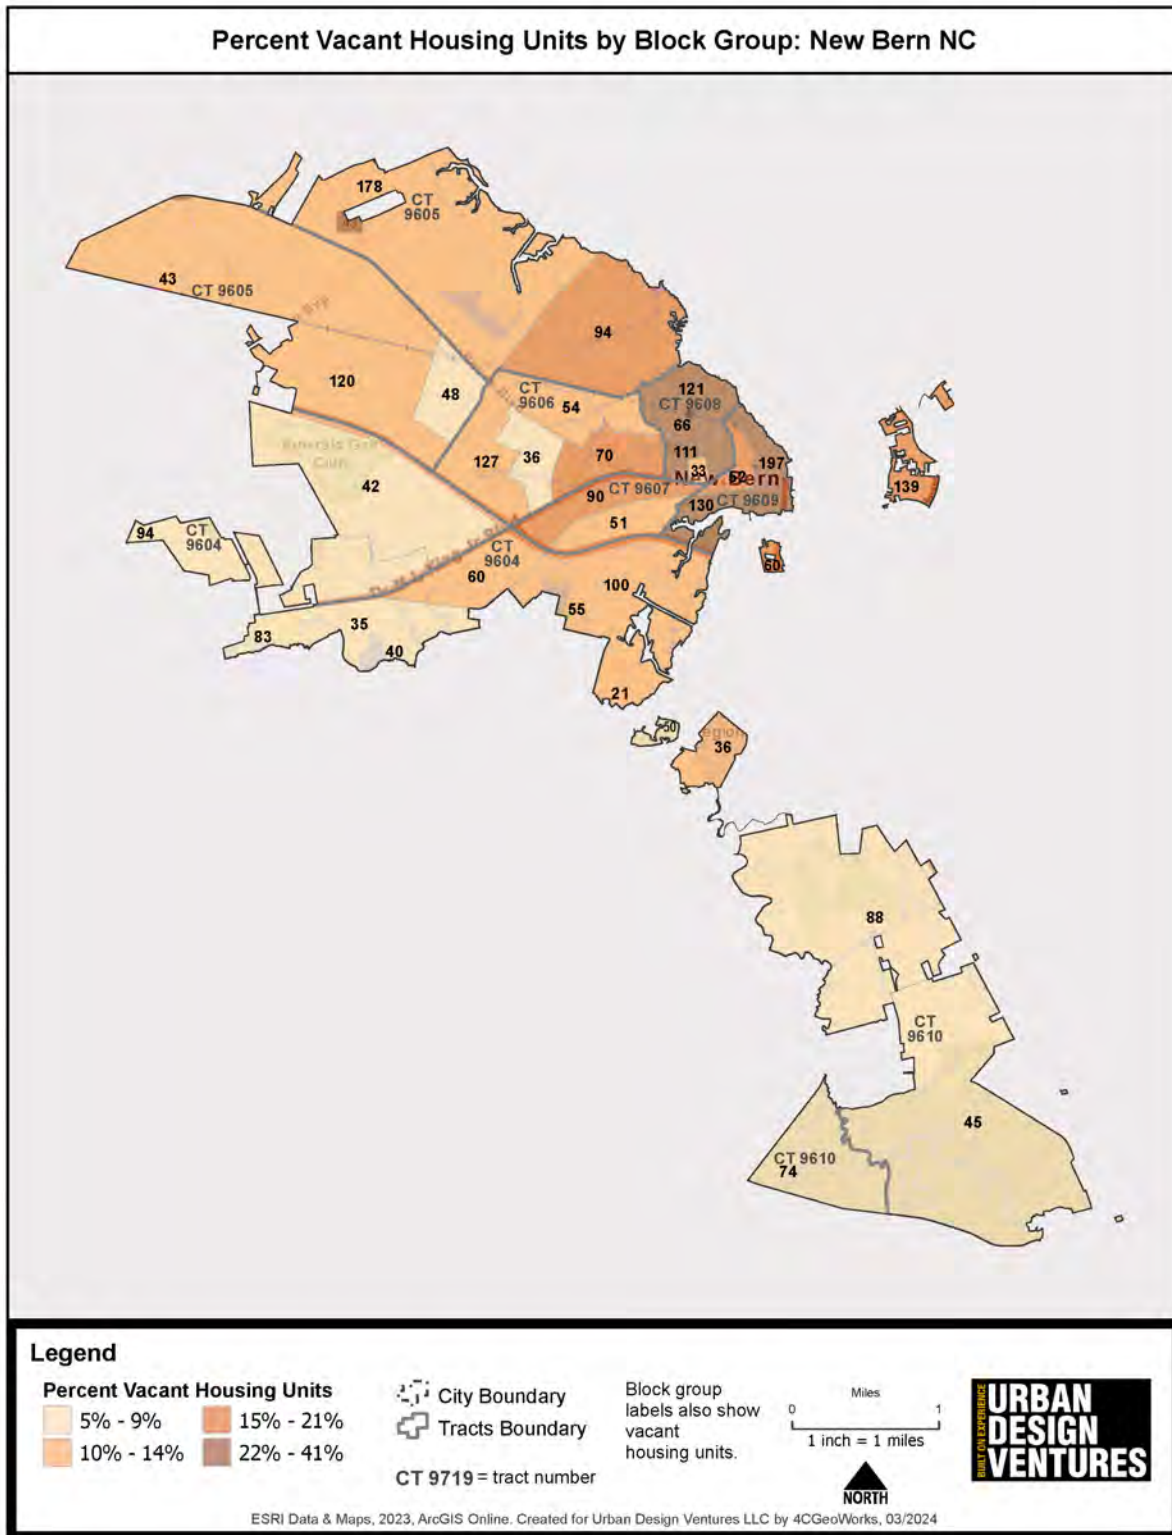 Percent Vacant Housing Units by Block Group: New Bern NC
178
CT
9605
43
CT 9605
94
120
48
CT
9606
54
121
CT 9608
66
127
36
70
111
33
197
62
New Bern
139
42
90
CT 9607
130
CT 9609
51
94
CT
9604
CT
9604
60
60
100
55
35
83
40
21
50
36
88
CT
9610
45
CT 9610
74
Legend
Percent Vacant Housing Units
5% - 9%
15% - 21%
10% - 14%
22% - 41%
City Boundary
Tracts Boundary
CT 9719 = tract number
Block group
labels also show
vacant
housing units.
Miles
0 1
1 inch = 1 miles
NORTH
BUILT ON EXPERIENCE
URBAN
DESIGN
VENTURES
ESRI Data & Maps, 2023, ArcGIS Online. Created for Urban Design Ventures LLC by 4CGeoWorks, 03/2024